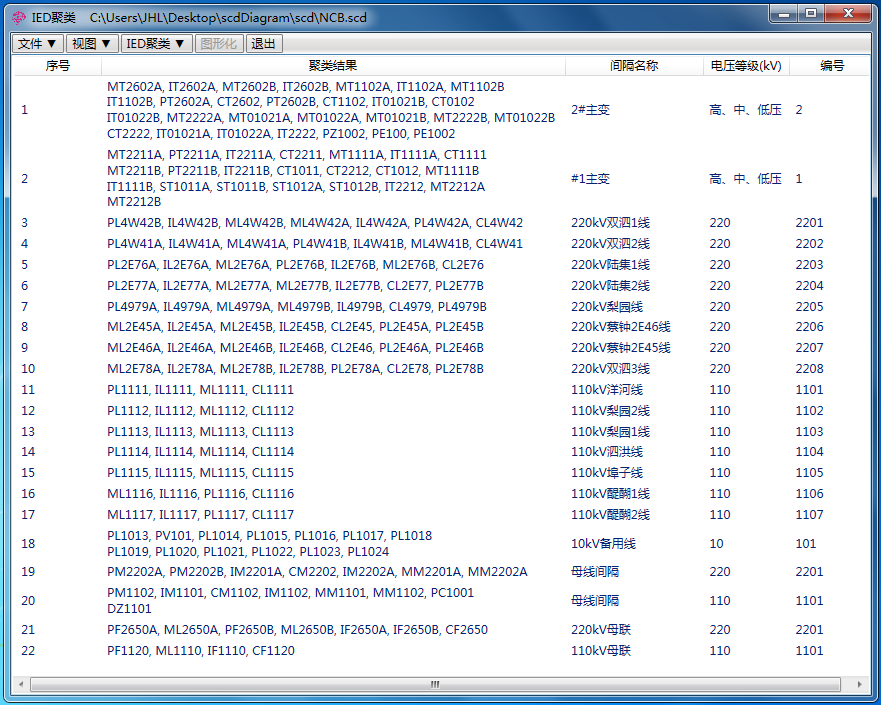 IED聚类 C:\Users\JHL\Desktop\scdDiagram\scd\NCB.scd
文件 ▼ 视图 ▼ IED聚类 ▼ 图形化 退出
序号 聚类结果 间隔名称 电压等级(kV) 编号
MT2602A, IT2602A, MT2602B, IT2602B, MT1102A, IT1102A, MT1102B
IT1102B, PT2602A, CT2602, PT2602B, CT1102, IT01021B, CT0102
1 IT01022B, MT2222A, MT01021A, MT01022A, MT01021B, MT2222B, MT01022B 2#主变 高、中、低压 2
CT2222, IT01021A, IT01022A, IT2222, PZ1002, PE100, PE1002
MT2211A, PT2211A, IT2211A, CT2211, MT1111A, IT1111A, CT1111
MT2211B, PT2211B, IT2211B, CT1011, CT2212, CT1012, MT1111B
2 IT1111B, ST1011A, ST1011B, ST1012A, ST1012B, IT2212, MT2212A #1主变 高、中、低压 1
MT2212B
3 PL4W42B, IL4W42B, ML4W42B, ML4W42A, IL4W42A, PL4W42A, CL4W42 220kV双泗1线 220 2201
4 PL4W41A, IL4W41A, ML4W41A, PL4W41B, IL4W41B, ML4W41B, CL4W41 220kV双泗2线 220 2202
5 PL2E76A, IL2E76A, ML2E76A, PL2E76B, IL2E76B, ML2E76B, CL2E76 220kV陆集1线 220 2203
6 PL2E77A, IL2E77A, ML2E77A, ML2E77B, IL2E77B, CL2E77, PL2E77B 220kV陆集2线 220 2204
7 PL4979A, IL4979A, ML4979A, ML4979B, IL4979B, CL4979, PL4979B 220kV梨园线 220 2205
8 ML2E45A, IL2E45A, ML2E45B, IL2E45B, CL2E45, PL2E45A, PL2E45B 220kV蔡钟2E46线 220 2206
9 ML2E46A, IL2E46A, ML2E46B, IL2E46B, CL2E46, PL2E46A, PL2E46B 220kV蔡钟2E45线 220 2207
10 ML2E78A, IL2E78A, ML2E78B, IL2E78B, PL2E78A, CL2E78, PL2E78B 220kV双泗3线 220 2208
11 PL1111, IL1111, ML1111, CL1111 110kV洋河线 110 1101
12 PL1112, IL1112, ML1112, CL1112 110kV梨园2线 110 1102
13 PL1113, IL1113, ML1113, CL1113 110kV梨园1线 110 1103
14 PL1114, IL1114, ML1114, CL1114 110kV泗洪线 110 1104
15 PL1115, IL1115, ML1115, CL1115 110kV埠子线 110 1105
16 ML1116, IL1116, PL1116, CL1116 110kV醍醐1线 110 1106
17 ML1117, IL1117, PL1117, CL1117 110kV醍醐2线 110 1107
PL1013, PV101, PL1014, PL1015, PL1016, PL1017, PL1018
18 PL1019, PL1020, PL1021, PL1022, PL1023, PL1024 10kV备用线 10 101
19 PM2202A, PM2202B, IM2201A, CM2202, IM2202A, MM2201A, MM2202A 母线间隔 220 2201
PM1102, IM1101, CM1102, IM1102, MM1101, MM1102, PC1001
20 DZ1101 母线间隔 110 1101
21 PF2650A, ML2650A, PF2650B, ML2650B, IF2650A, IF2650B, CF2650 220kV母联 220 2201
22 PF1120, ML1110, IF1110, CF1120 110kV母联 110 1101